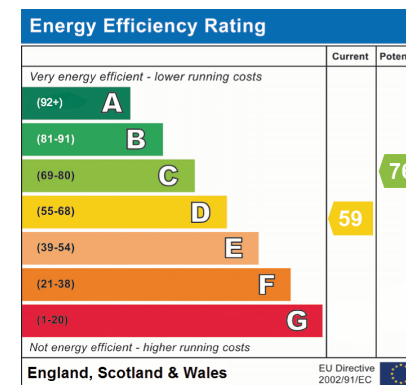 Energy Efficiency Rating
Current
Very energy efficient - lower running costs
(92+) A
(81-91) B
(69-80) C
(55-68) D 59
(39-54) E
(21-38) F
(1-20) G
Not energy efficient - higher running costs
England, Scotland & Wales
EU Directive
2002/91/EC